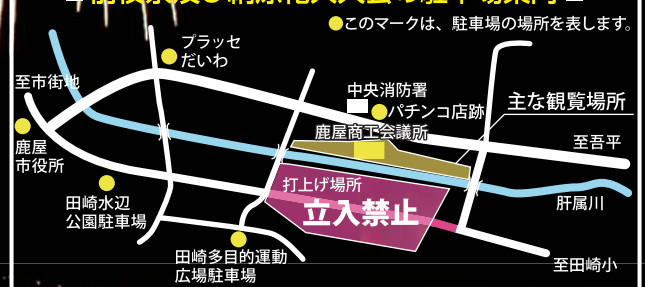 ●このマークは、駐車場の場所を表します。
プラッセ
だいわ
至市街地
中央消防署
パチンコ店跡
主な観覧場所
鹿屋商工会議所
至吾平
鹿屋
市役所
打上げ場所
立入禁止
田崎水辺
公園駐車場
肝属川
田崎多目的運動
広場駐車場
至田崎小